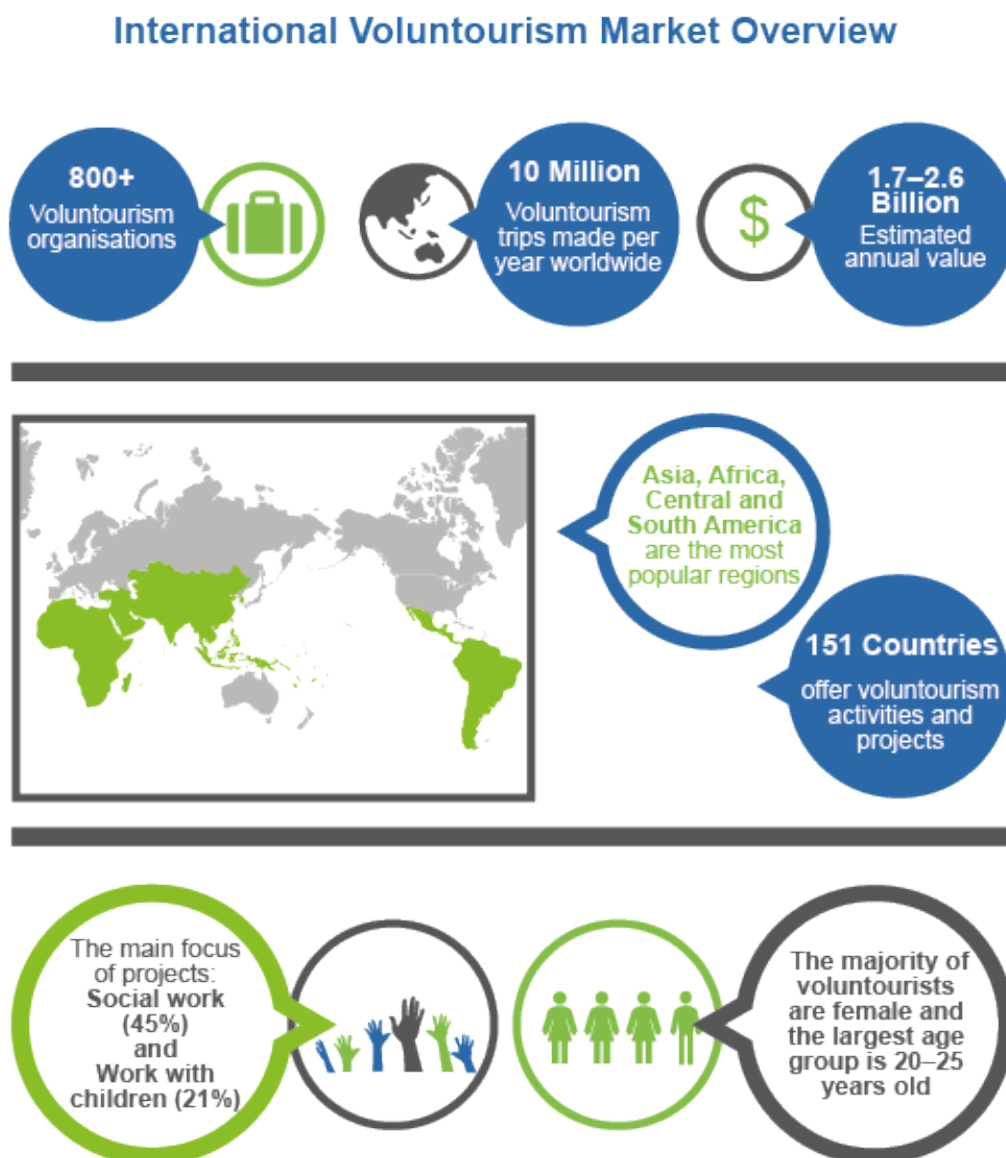 International Voluntourism Market Overview
800+
Voluntourism
organisations
10 Million
Voluntourism
trips made per
year worldwide
$
1.7–2.6
Billion
Estimated
annual value
Asia, Africa,
Central and
South America
are the most
popular regions
151 Countries
offer voluntourism
activities and
projects
The main focus
of projects:
Social work
(45%)
and
Work with
children (21%)
The majority of
voluntourists
are female and
the largest age
group is 20–25
years old